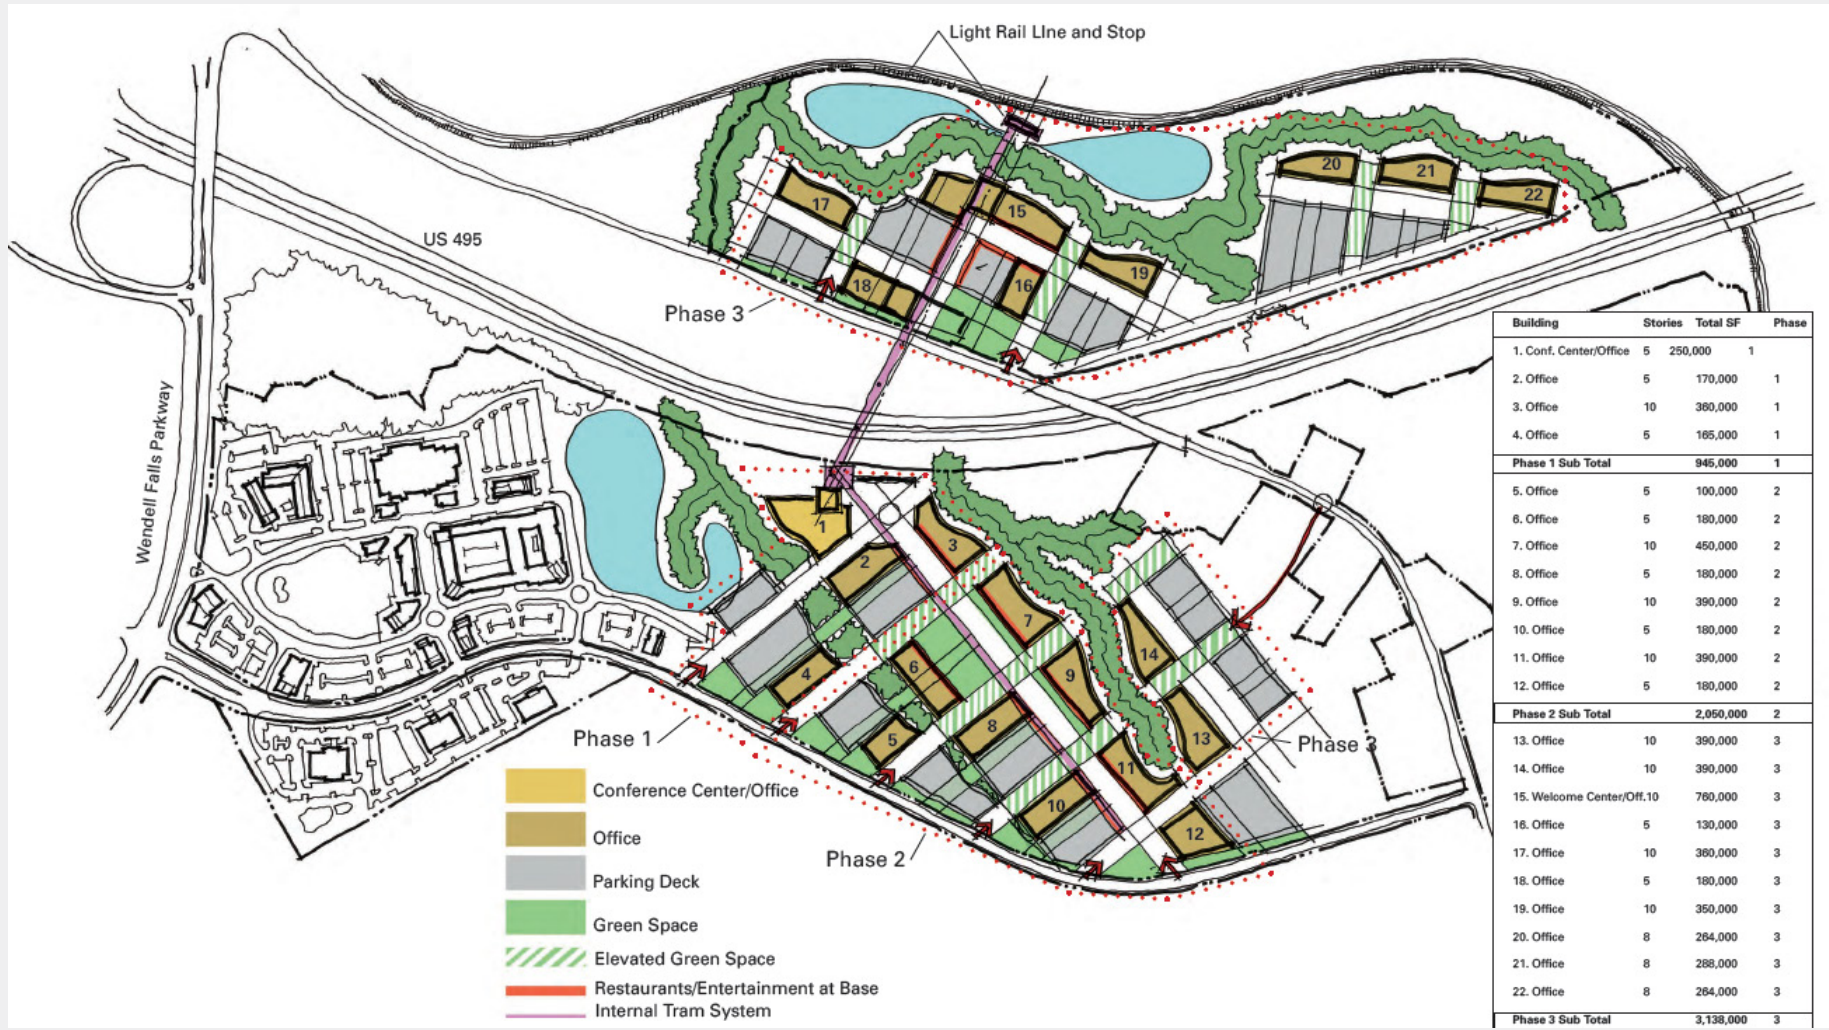 Light Rail LIne and Stop
US 495
Phase 3
Wendell Falls Parkway
17
15
18
16
19
20
21
22
1
2
3
4
5
6
7
8
9
10
11
12
13
14
Phase 1
Phase 2
Phase 3
Conference Center/Office
Office
Parking Deck
Green Space
Elevated Green Space
Restaurants/Entertainment at Base
Internal Tram System
Building Stories Total SF Phase
1. Conf. Center/Office 5 250,000 1
2. Office 5 170,000 1
3. Office 10 360,000 1
4. Office 5 165,000 1
Phase 1 Sub Total 945,000 1
5. Office 5 100,000 2
6. Office 5 180,000 2
7. Office 10 450,000 2
8. Office 5 180,000 2
9. Office 10 390,000 2
10. Office 5 180,000 2
11. Office 10 390,000 2
12. Office 5 180,000 2
Phase 2 Sub Total 2,050,000 2
13. Office 10 390,000 3
14. Office 10 390,000 3
15. Welcome Center/Off.10 760,000 3
16. Office 5 130,000 3
17. Office 10 360,000 3
18. Office 5 180,000 3
19. Office 10 350,000 3
20. Office 8 264,000 3
21. Office 8 288,000 3
22. Office 8 264,000 3
Phase 3 Sub Total 3,138,000 3